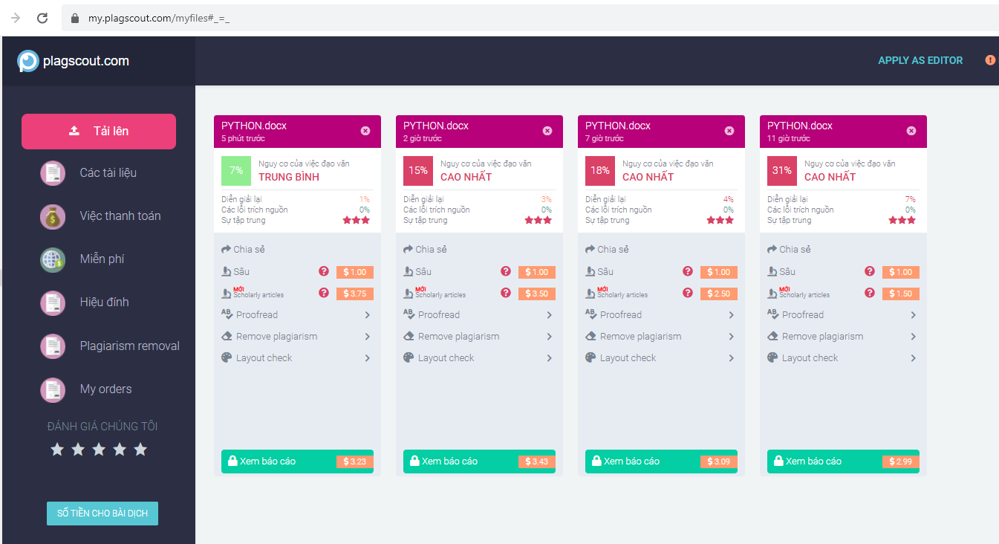 my.plagscout.com/myfiles#_=_
plagscout.com
APPLY AS EDITOR
Tải lên
Các tài liệu
Việc thanh toán
Miễn phí
Hiệu đính
Plagiarism removal
My orders
ĐÁNH GIÁ CHÚNG TÔI
SỐ TIỀN CHO BÀI DỊCH
PYTHON.docx
5 phút trước
7%
Nguy cơ của việc đạo văn
TRUNG BÌNH
Diễn giải lại 1%
Các lỗi trích nguồn 0%
Sự tập trung
Chia sẻ
Sâu ? $ 1.00
MỚI
Scholarly articles ? $ 3.75
Proofread
Remove plagiarism
Layout check
Xem báo cáo $ 3.23
PYTHON.docx
2 giờ trước
15%
Nguy cơ của việc đạo văn
CAO NHẤT
Diễn giải lại 3%
Các lỗi trích nguồn 0%
Sự tập trung
Chia sẻ
Sâu ? $ 1.00
MỚI
Scholarly articles ? $ 3.50
Proofread
Remove plagiarism
Layout check
Xem báo cáo $ 3.43
PYTHON.docx
7 giờ trước
18%
Nguy cơ của việc đạo văn
CAO NHẤT
Diễn giải lại 4%
Các lỗi trích nguồn 0%
Sự tập trung
Chia sẻ
Sâu ? $ 1.00
MỚI
Scholarly articles ? $ 2.50
Proofread
Remove plagiarism
Layout check
Xem báo cáo $ 3.09
PYTHON.docx
11 giờ trước
31%
Nguy cơ của việc đạo văn
CAO NHẤT
Diễn giải lại 7%
Các lỗi trích nguồn 0%
Sự tập trung
Chia sẻ
Sâu ? $ 1.00
MỚI
Scholarly articles ? $ 1.50
Proofread
Remove plagiarism
Layout check
Xem báo cáo $ 2.99